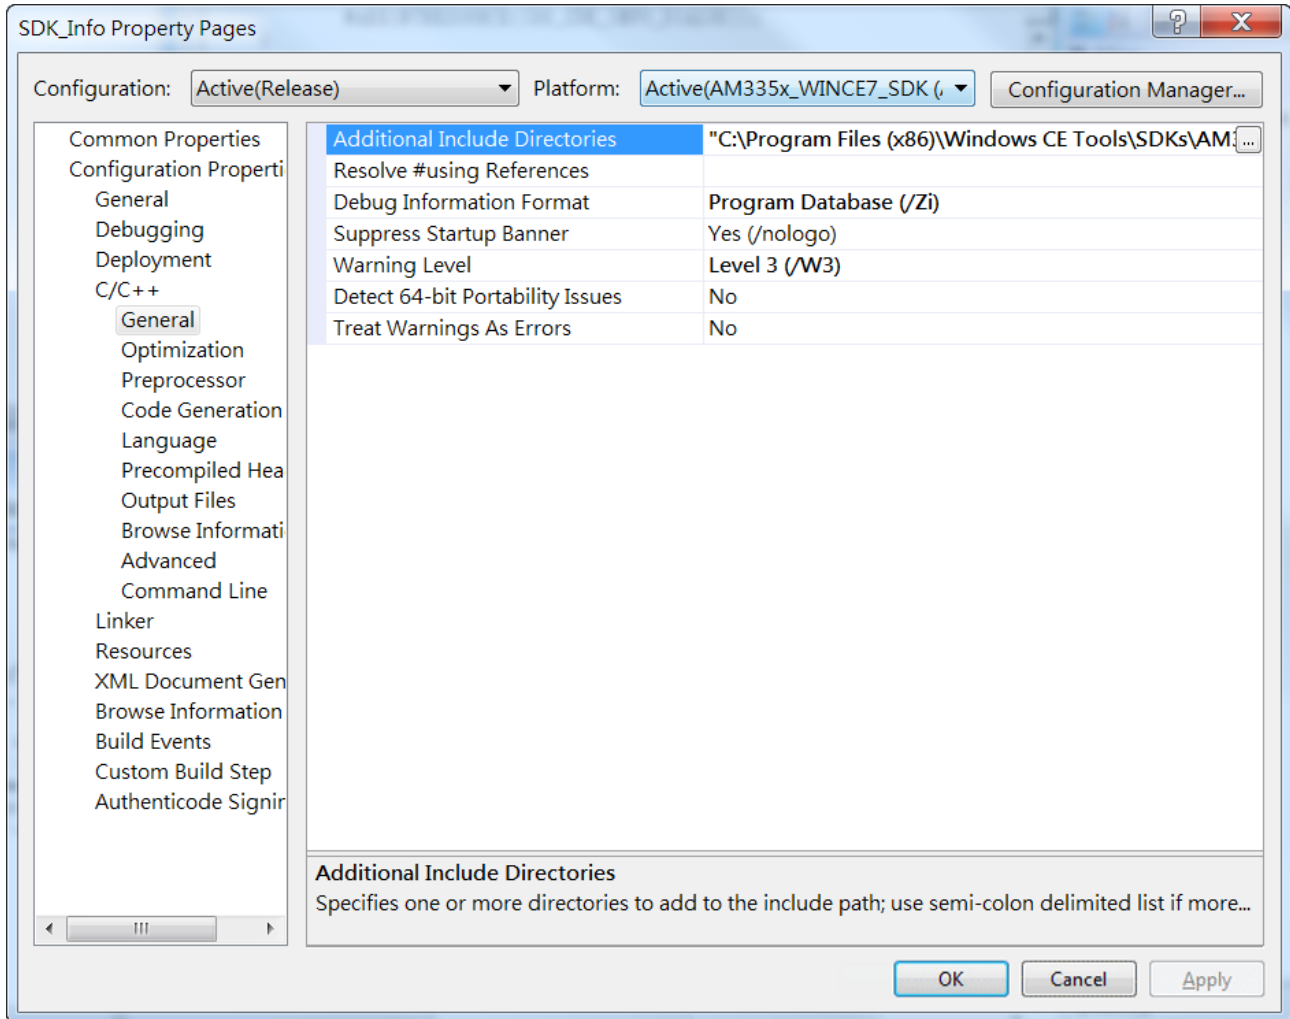 SDK_Info Property Pages
Configuration: Active(Release) Platform: Active(AM335x_WINCE7_SDK (, Configuration Manager...
Common Properties
Configuration Properti
General
Debugging
Deployment
C/C++
General
Optimization
Preprocessor
Code Generation
Language
Precompiled Hea
Output Files
Browse Informati
Advanced
Command Line
Linker
Resources
XML Document Gen
Browse Information
Build Events
Custom Build Step
Authenticode Signir
Additional Include Directories "C:\Program Files (x86)\Windows CE Tools\SDKs\AM3 ...
Resolve #using References
Debug Information Format Program Database (/Zi)
Suppress Startup Banner Yes (/nologo)
Warning Level Level 3 (/W3)
Detect 64-bit Portability Issues No
Treat Warnings As Errors No
Additional Include Directories
Specifies one or more directories to add to the include path; use semi-colon delimited list if more...
OK Cancel Apply